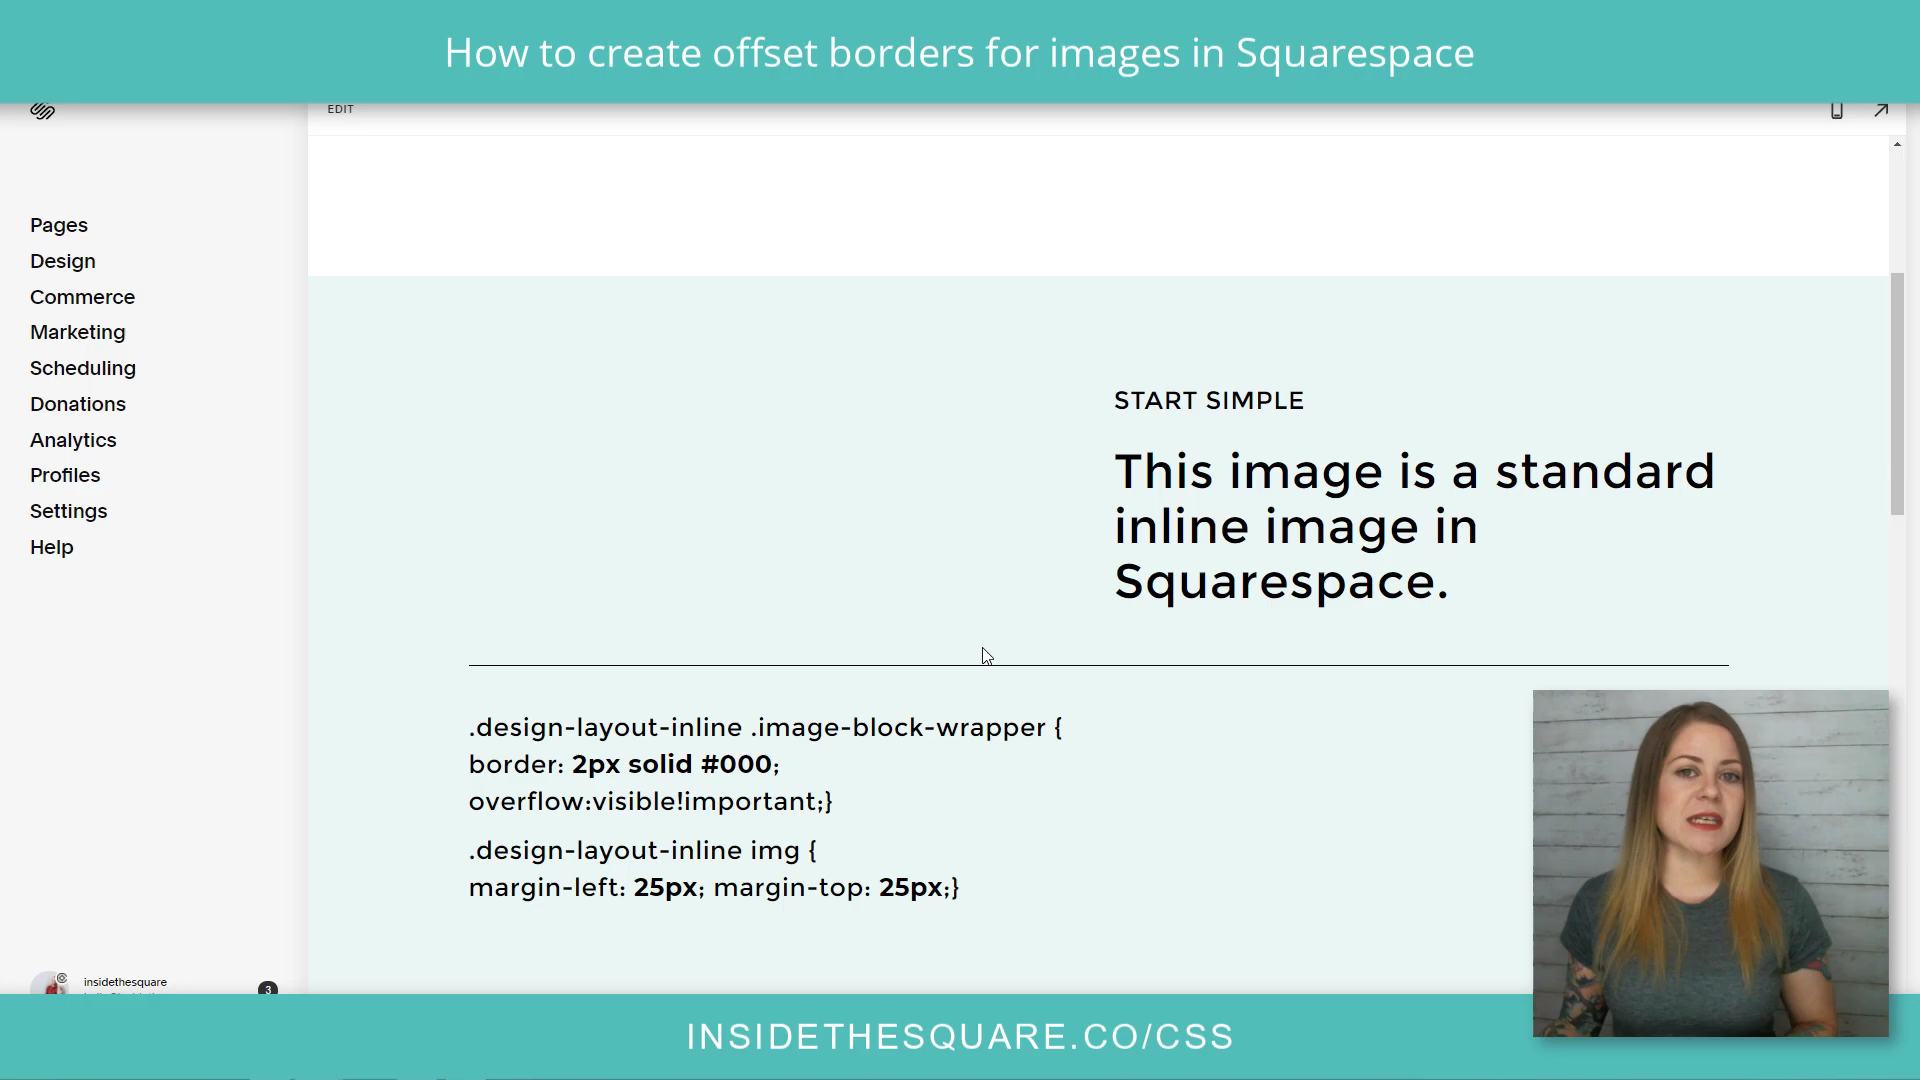 How to create offset borders for images in Squarespace
EDIT
Pages
Design
Commerce
Marketing
Scheduling
Donations
Analytics
Profiles
Settings
Help
START SIMPLE
This image is a standard
inline image in
Squarespace.
.design-layout-inline .image-block-wrapper {
border: 2px solid #000;
overflow:visible!important;}
.design-layout-inline img {
margin-left: 25px; margin-top: 25px;}
insidethesquare
3
INSIDETHESQUARE.CO/CSS